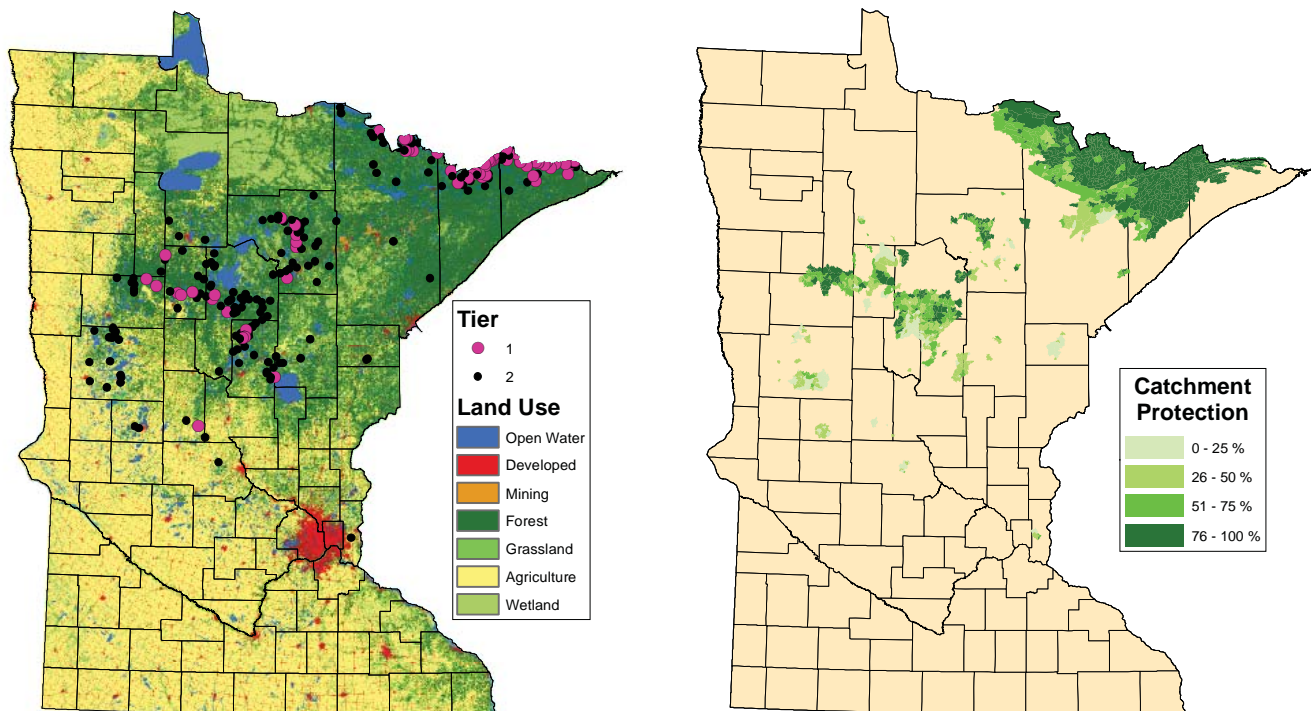 Tier
1
2
Land Use
Open Water
Developed
Mining
Forest
Grassland
Agriculture
Wetland
Catchment
Protection
0 - 25 %
26 - 50 %
51 - 75 %
76 - 100 %